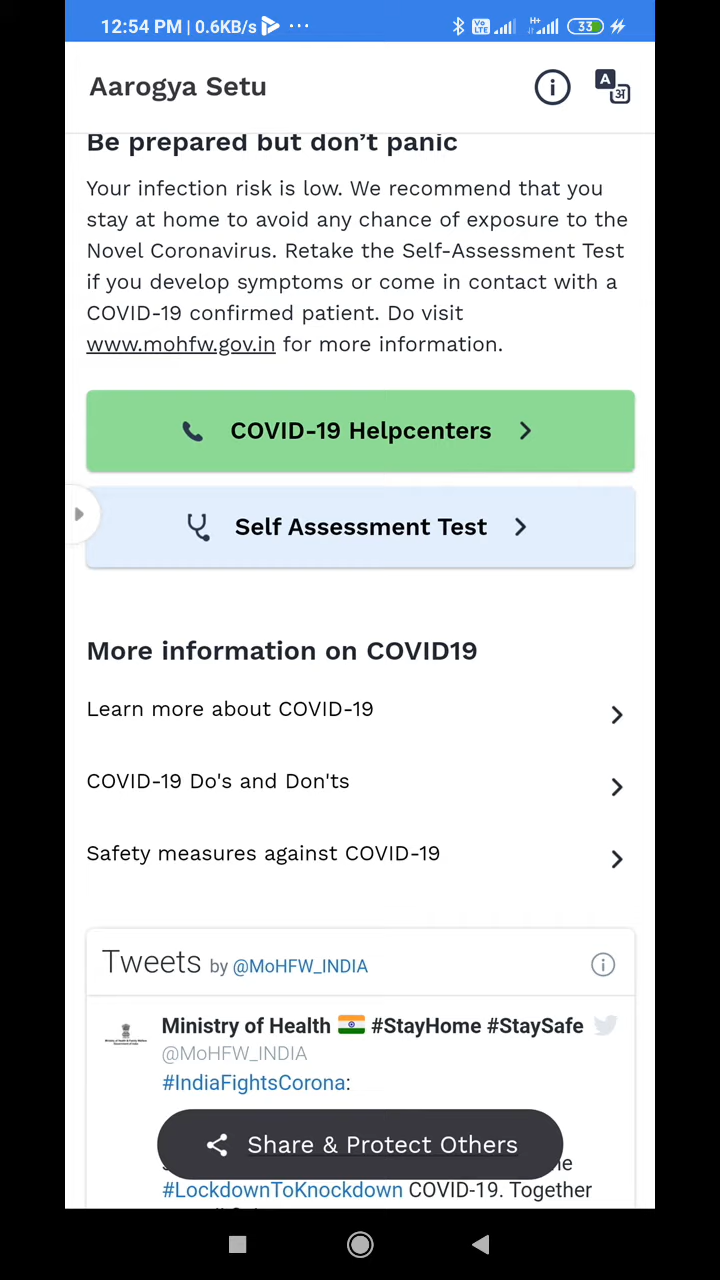 12:54 PM | 0.6KB/s ...
Vo LTE H+ 33
Aarogya Setu
A अ
Be prepared but don’t panic
Your infection risk is low. We recommend that you
stay at home to avoid any chance of exposure to the
Novel Coronavirus. Retake the Self-Assessment Test
if you develop symptoms or come in contact with a
COVID-19 confirmed patient. Do visit
www.mohfw.gov.in for more information.
COVID-19 Helpcenters
Self Assessment Test
More information on COVID19
Learn more about COVID-19
COVID-19 Do's and Don'ts
Safety measures against COVID-19
Tweets by @MoHFW_INDIA
Ministry of Health 🇮🇳 #StayHome #StaySafe
@MoHFW_INDIA
#IndiaFightsCorona:
Share & Protect Others
#LockdownToKnockdown COVID-19. Together